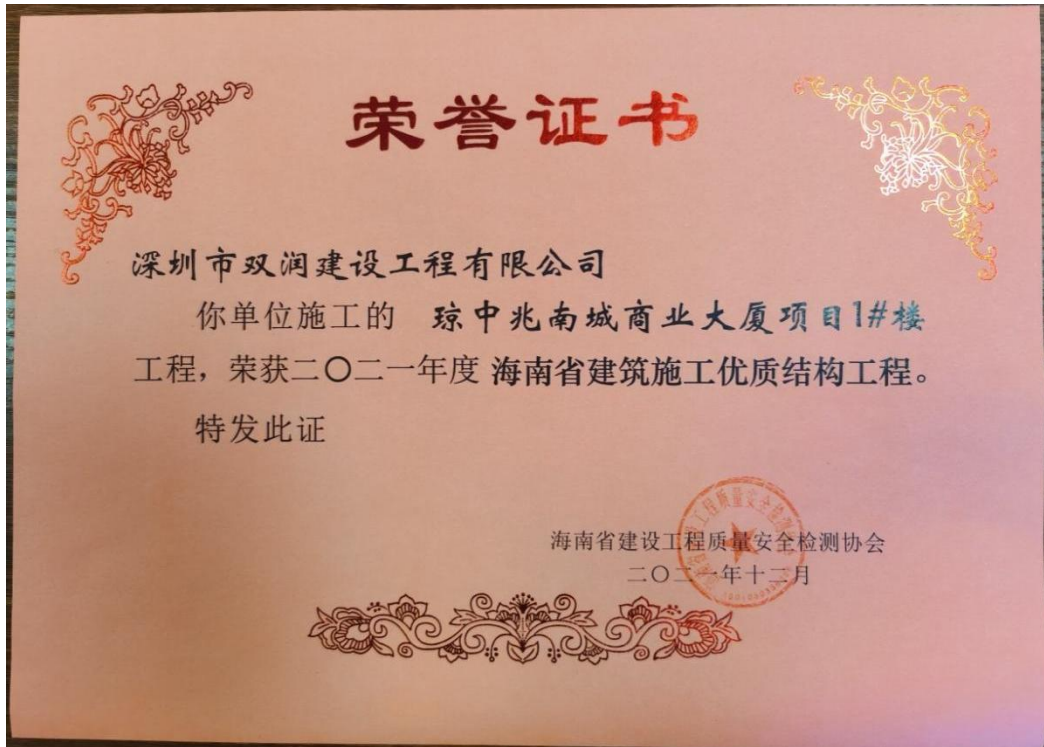 荣誉证书
深圳市双润建设工程有限公司
你单位施工的 琼中兆南城商业大厦项目1#楼
工程，荣获二〇二一年度 海南省建筑施工优质结构工程。
特发此证
海南省建设工程质量安全检测协会
二〇二一年十二月